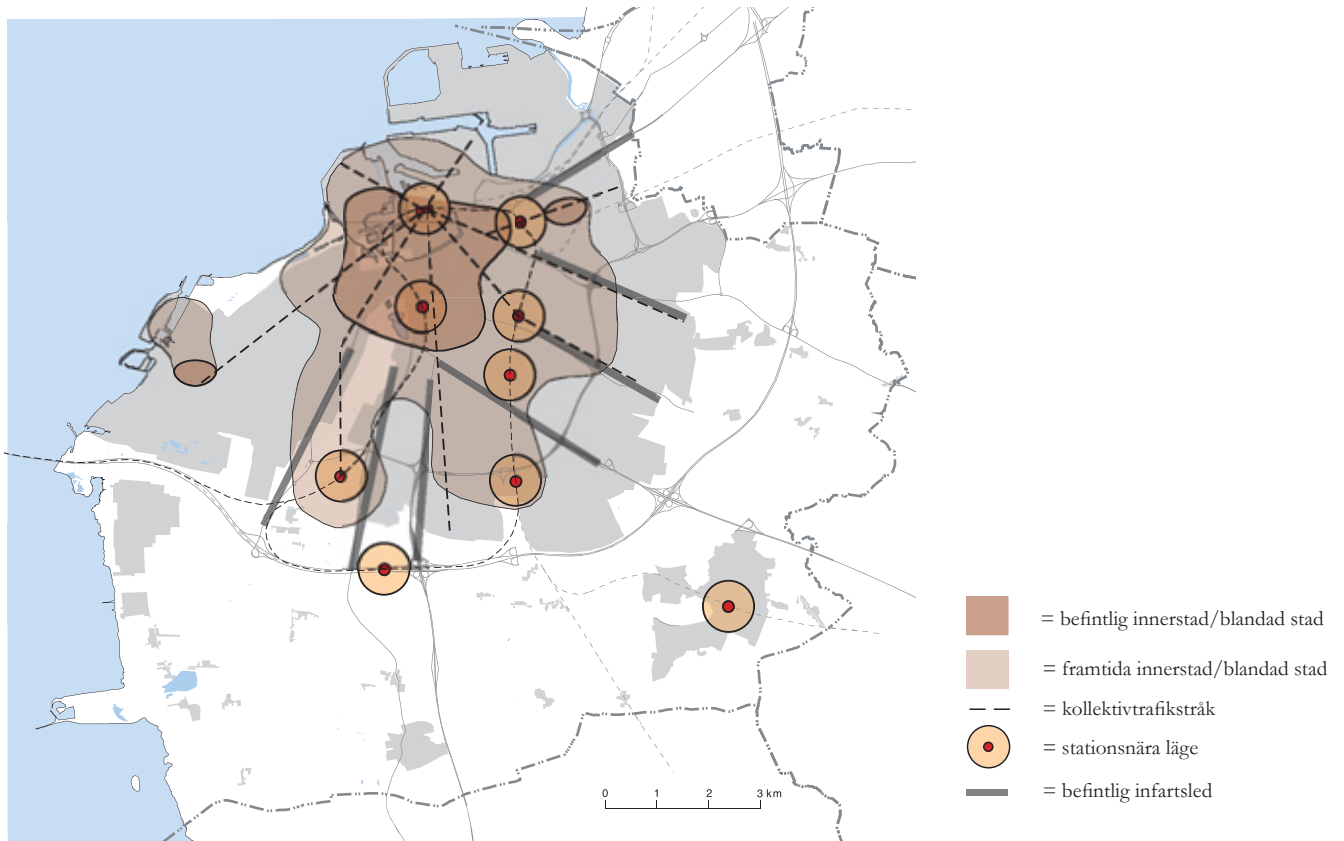 = befintlig innerstad/blandad stad
= framtida innerstad/blandad stad
= kollektivtrafikstråk
= stationsnära läge
= befintlig infartsled
0 1 2 3 km